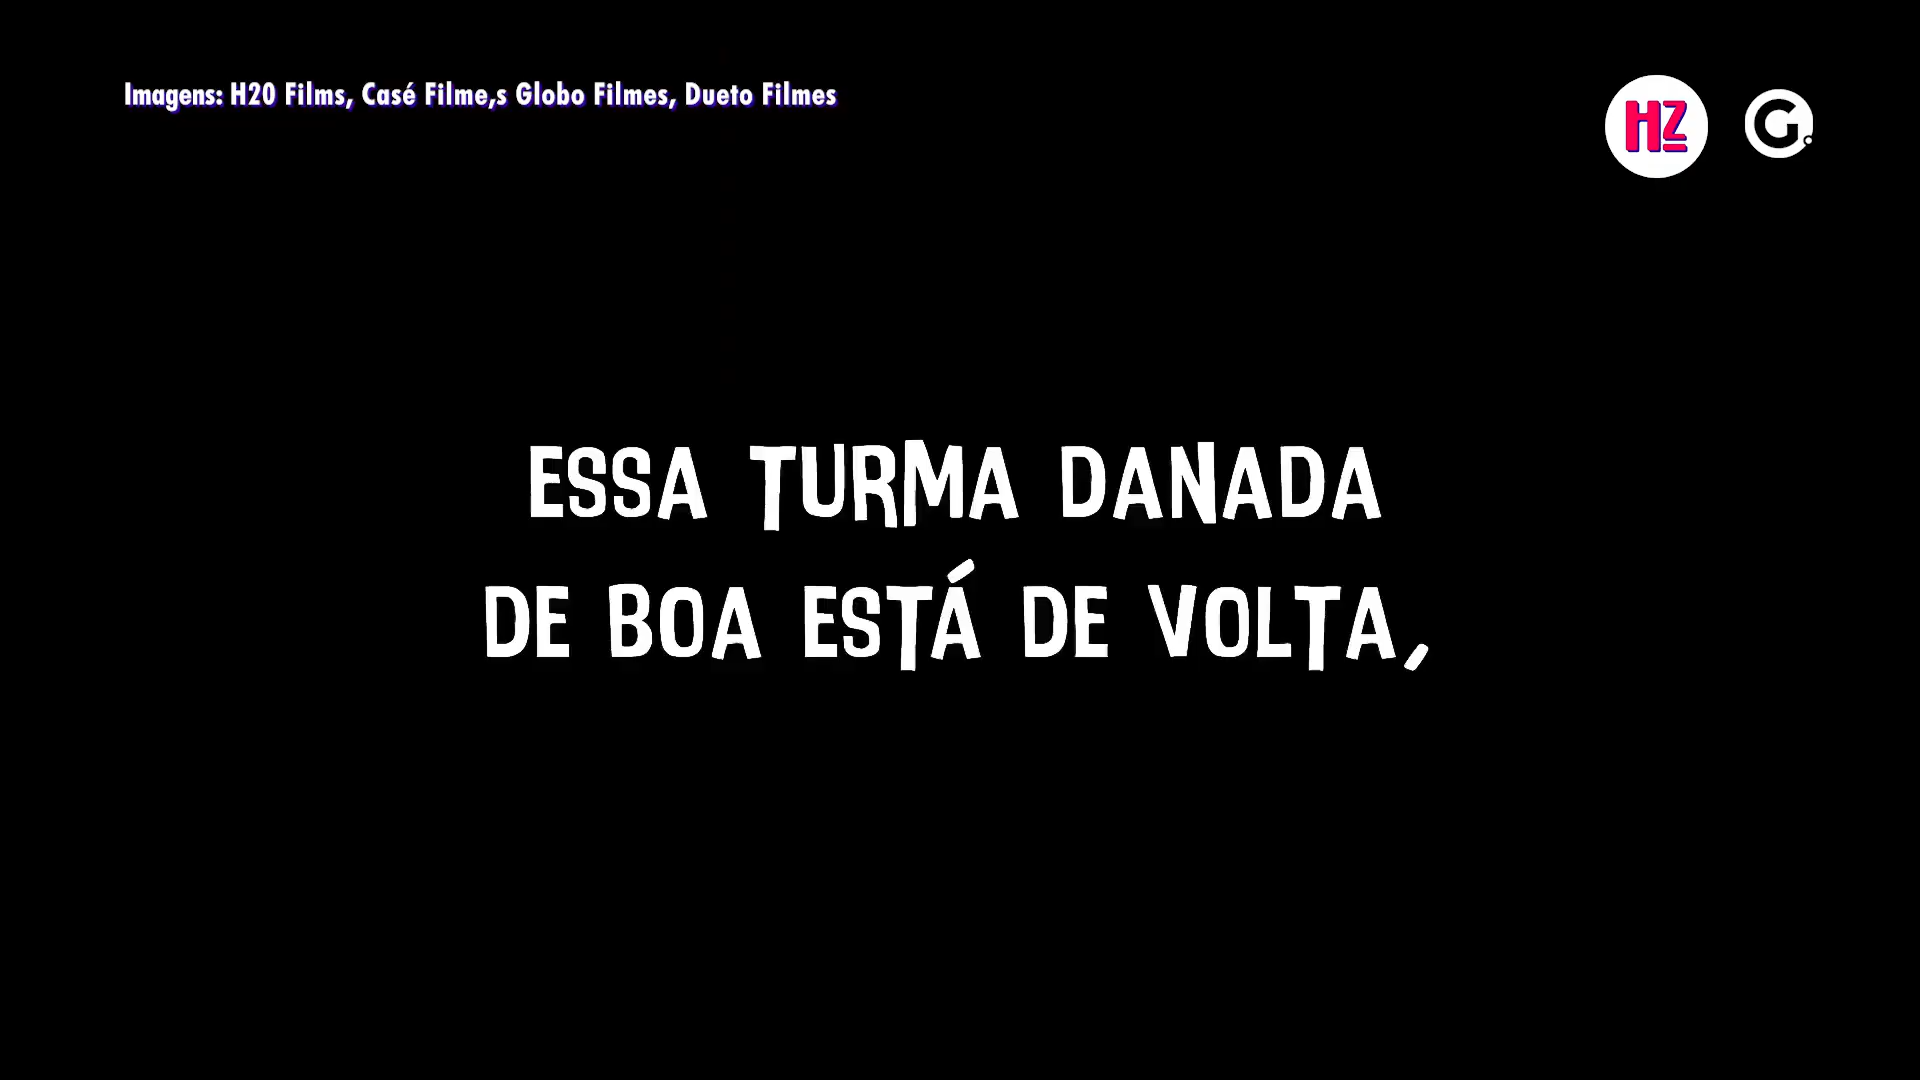 Imagens: H20 Films, Casé Filme,s Globo Filmes, Dueto Filmes
HZ
G.
ESSA TURMA DANADA
DE BOA ESTÁ DE VOLTA,